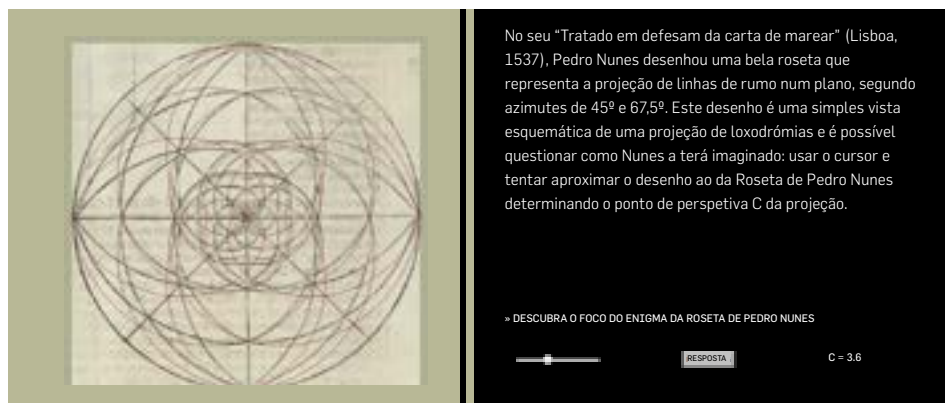 No seu “Tratado em defesam da carta de marear” (Lisboa,
1537), Pedro Nunes desenhou uma bela roseta que
representa a projeção de linhas de rumo num plano, segundo
azimutes de 45º e 67,5º. Este desenho é uma simples vista
esquemática de uma projeção de loxodrómias e é possível
questionar como Nunes a terá imaginado: usar o cursor e
tentar aproximar o desenho ao da Roseta de Pedro Nunes
determinando o ponto de perspetiva C da projeção.
» DESCUBRA O FOCO DO ENIGMA DA ROSETA DE PEDRO NUNES
RESPOSTA
C = 3.6